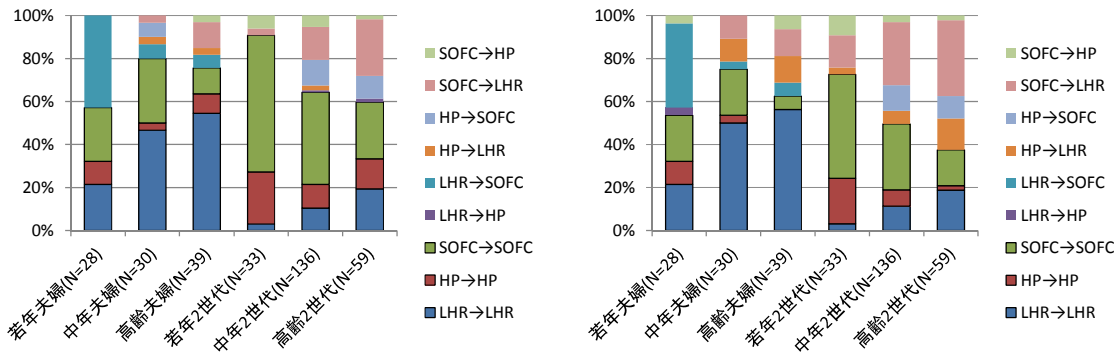 100%
80%
60%
40%
20%
0%
若年夫婦(N=28)
中年夫婦(N=30)
高齢夫婦(N=39)
若年2世代(N=33)
中年2世代(N=136)
高齢2世代(N=59)
SOFC→HP
SOFC→LHR
HP→SOFC
HP→LHR
LHR→SOFC
LHR→HP
SOFC→SOFC
HP→HP
LHR→LHR
100%
80%
60%
40%
20%
0%
若年夫婦(N=28)
中年夫婦(N=30)
高齢夫婦(N=39)
若年2世代(N=33)
中年2世代(N=136)
高齢2世代(N=59)
SOFC→HP
SOFC→LHR
HP→SOFC
HP→LHR
LHR→SOFC
LHR→HP
SOFC→SOFC
HP→HP
LHR→LHR